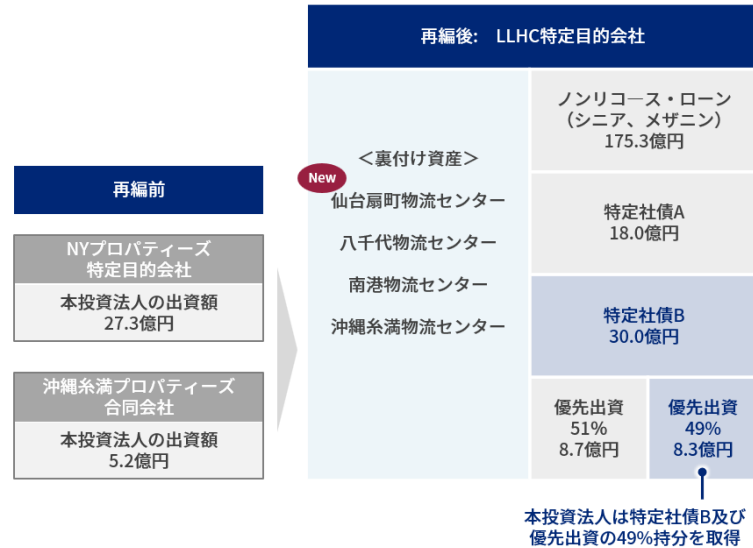 再編前
NYプロパティーズ
特定目的会社
本投資法人の出資額
27.3億円
沖縄糸満プロパティーズ
合同会社
本投資法人の出資額
5.2億円
再編後: LLHC特定目的会社
＜裏付け資産＞
New
仙台扇町物流センター
八千代物流センター
南港物流センター
沖縄糸満物流センター
ノンリコース・ローン
（シニア、メザニン）
175.3億円
特定社債A
18.0億円
特定社債B
30.0億円
優先出資
51%
8.7億円
優先出資
49%
8.3億円
本投資法人は特定社債B及び
優先出資の49%持分を取得